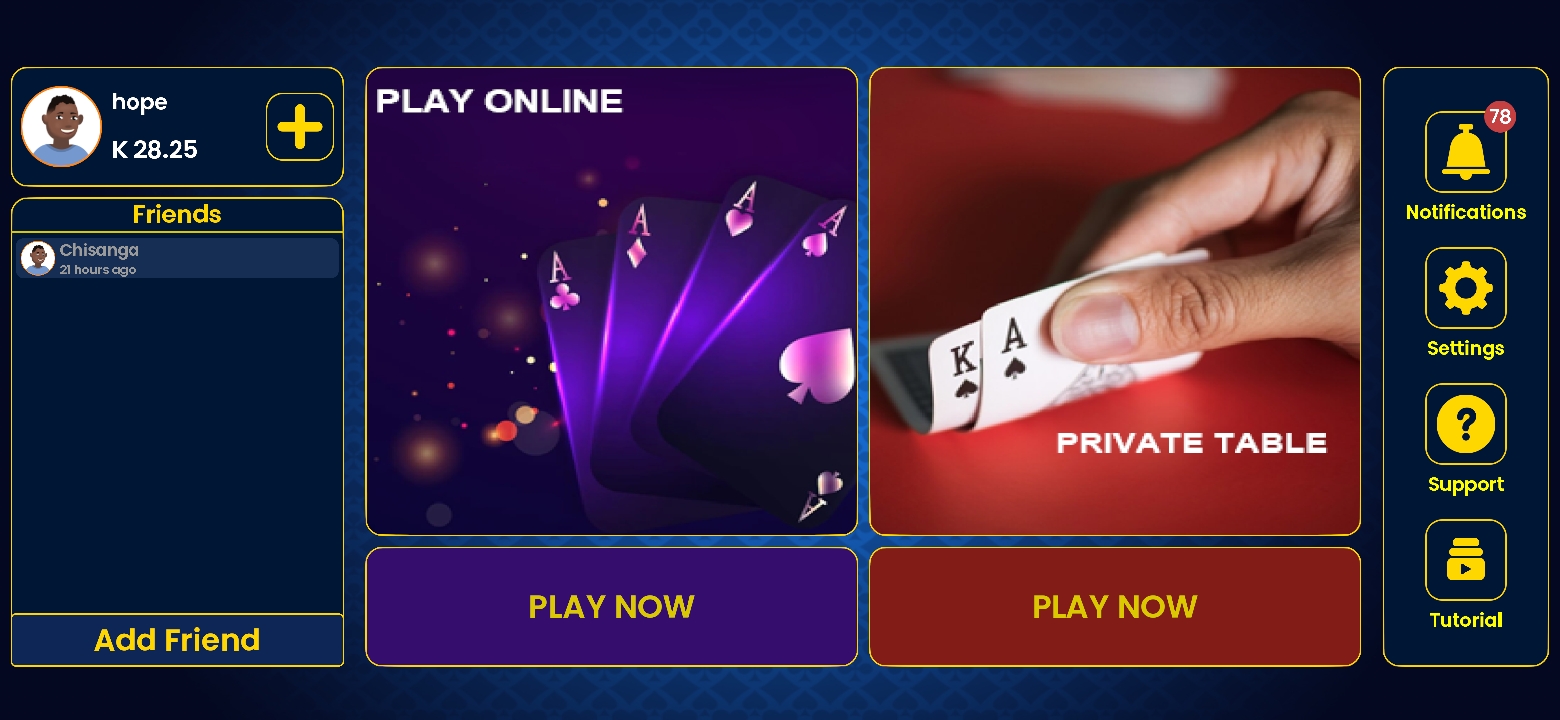 hope
K 28.25
Friends
Chisanga
21 hours ago
Add Friend
PLAY ONLINE
A
A
A
A
A
PLAY NOW
K
A
PRIVATE TABLE
PLAY NOW
78
Notifications
Settings
?
Support
Tutorial